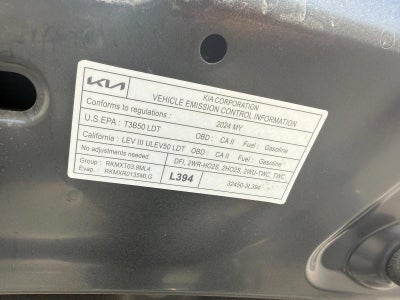 KIA
KIA CORPORATION
VEHICLE EMISSION CONTROL INFORMATION
Conforms to regulations: 2024 MY
U.S.EPA : T3B50 LDT OBD : CA II Fuel : Gasoline
California: LEV III ULEV50 LDT OBD : CA II Fuel : Gasoline
No adjustments needed.
DFI, 2WR-HO2S, 2HO2S, 2WU-TWC, TWC
Group : RKMXT03.8ML4
Evap. : RKMXR0135MLG
L394
32450-3L394